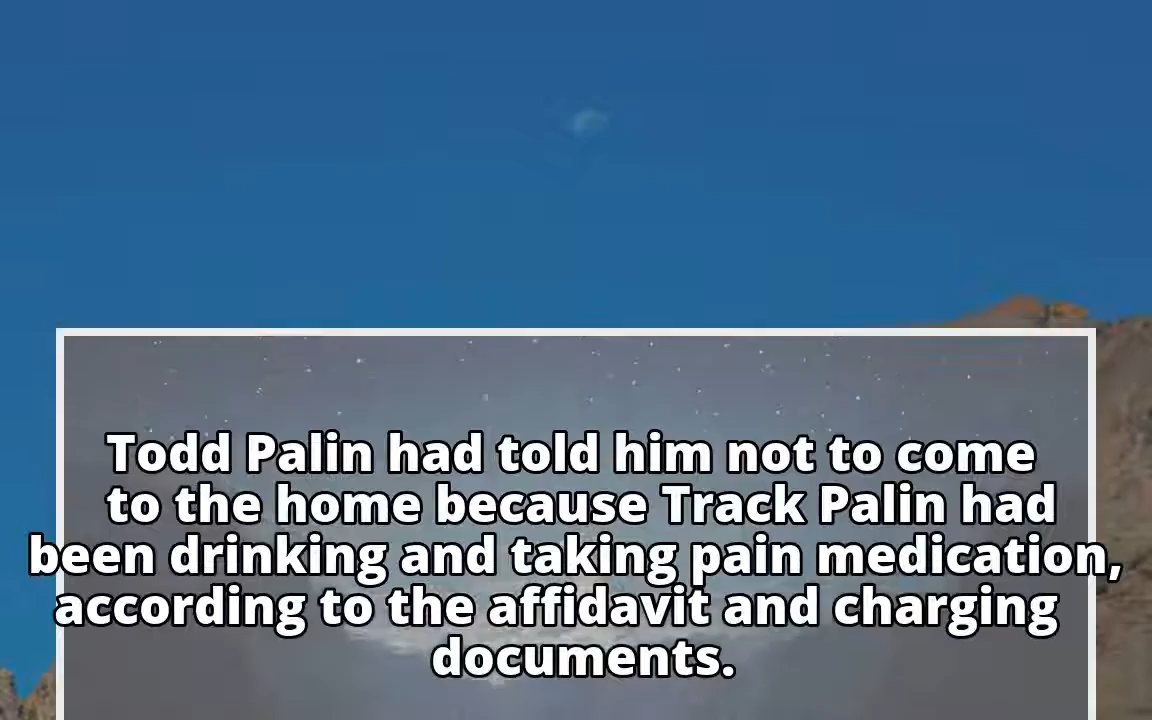 Todd Palin had told him not to come
to the home because Track Palin had
been drinking and taking pain medication,
according to the affidavit and charging
documents.